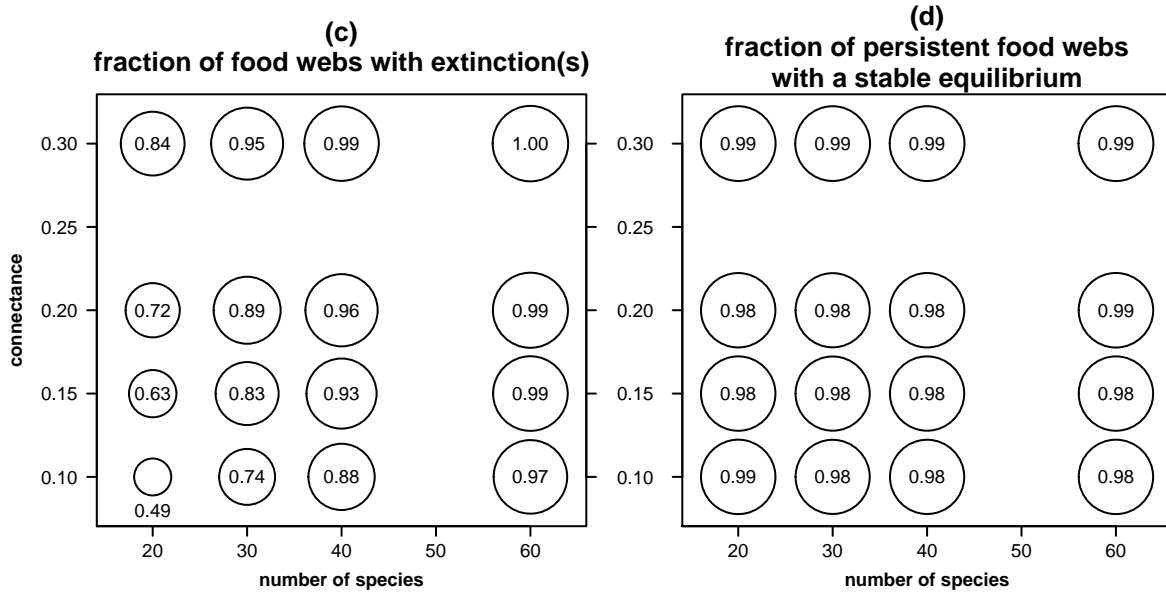 (c)
fraction of food webs with extinction(s)
(d)
fraction of persistent food webs
with a stable equilibrium
connectance
0.30
0.84 0.95 0.99 1.00
0.25
0.20
0.72 0.89 0.96 0.99
0.15
0.63 0.83 0.93 0.99
0.10
0.74 0.88 0.97
0.49
20 30 40 50 60
number of species
0.30
0.99 0.99 0.99 0.99
0.25
0.20
0.98 0.98 0.98 0.99
0.15
0.98 0.98 0.98 0.98
0.10
0.99 0.98 0.98 0.98
20 30 40 50 60
number of species